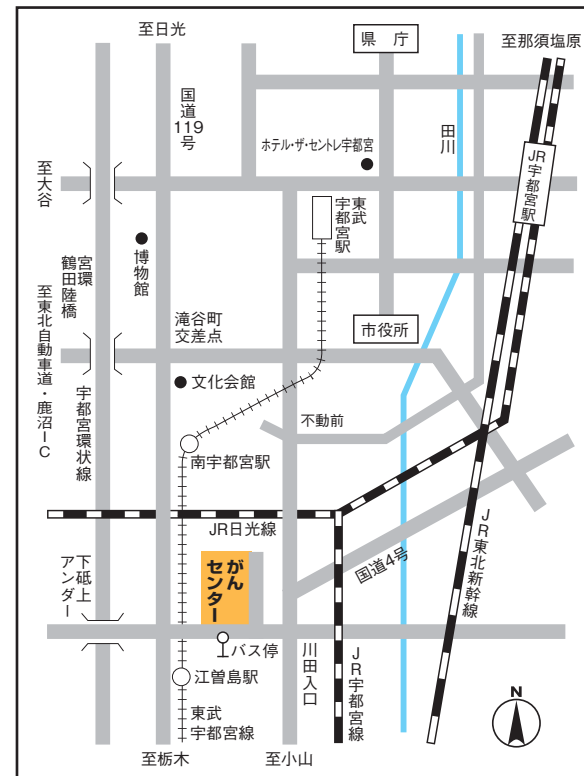 至日光
県 庁
至那須塩原
国道
119
号
ホテル・ザ・セントレ宇都宮
田川
JR宇都宮駅
至大谷
東武
宇都宮駅
博物館
宮環
鶴田陸橋
至東北自動車道・鹿沼IC
滝谷町
交差点
市役所
文化会館
宇都宮環状線
不動前
南宇都宮駅
JR日光線
JR東北新幹線
国道4号
下砥上
アンダー
がん
センター
バス停
川田入口
JR宇都宮線
江曽島駅
東武
宇都宮線
N
至栃木
至小山